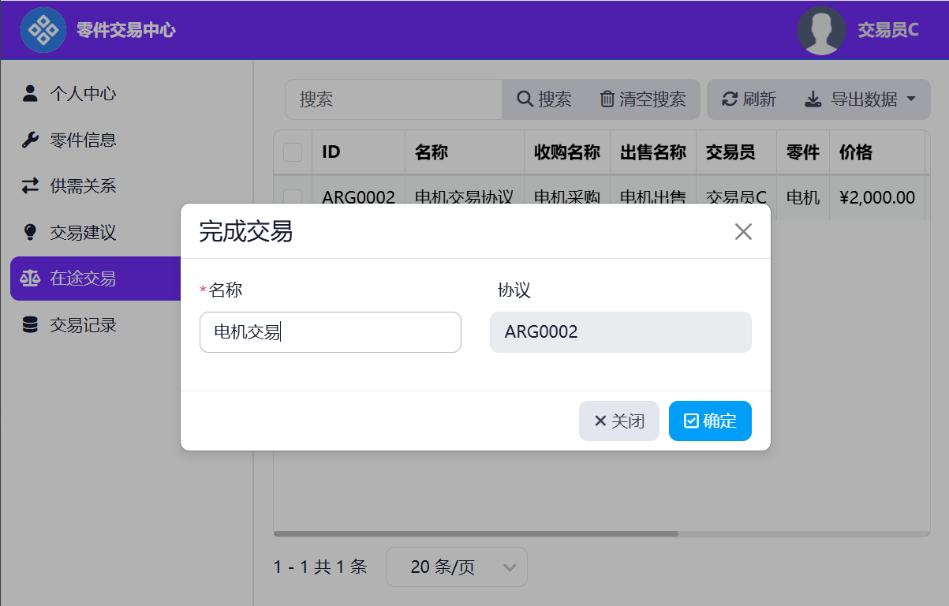 零件交易中心
交易员C
个人中心
零件信息
供需关系
交易建议
在途交易
交易记录
搜索 搜索 清空搜索 刷新 导出数据
ID 名称 收购名称 出售名称 交易员 零件 价格
ARG0002 电机交易协议 电机采购 电机出售 交易员C 电机 ¥2,000.00
完成交易
*名称 协议
电机交易 ARG0002
关闭 确定
1 - 1 共 1 条 20 条/页